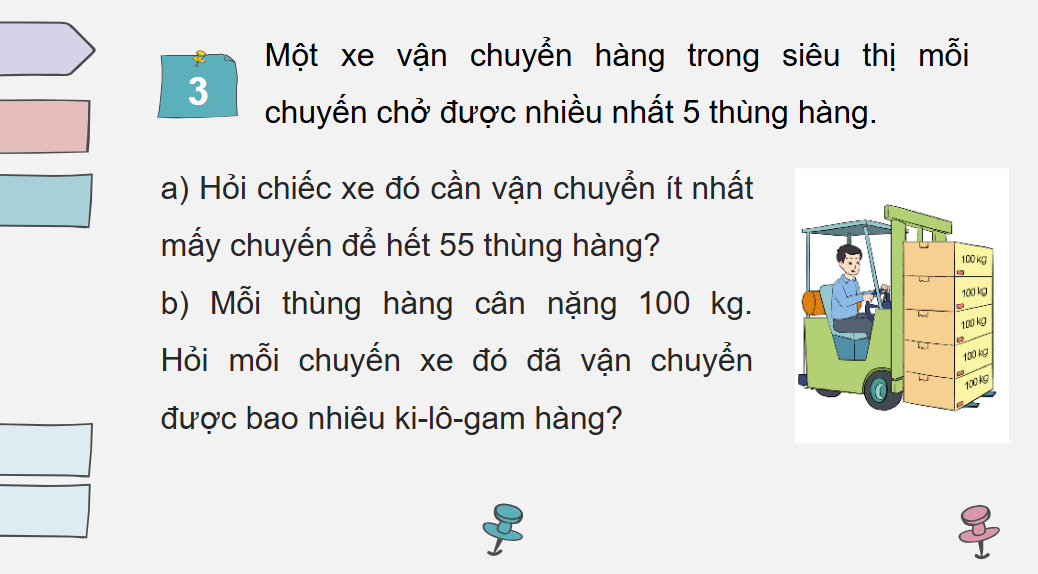 3
Một xe vận chuyển hàng trong siêu thị mỗi
chuyến chở được nhiều nhất 5 thùng hàng.
a) Hỏi chiếc xe đó cần vận chuyển ít nhất
mấy chuyến để hết 55 thùng hàng?
b) Mỗi thùng hàng cân nặng 100 kg.
Hỏi mỗi chuyến xe đó đã vận chuyển
được bao nhiêu ki-lô-gam hàng?
100 kg
100 kg
100 kg
100 kg
100 kg